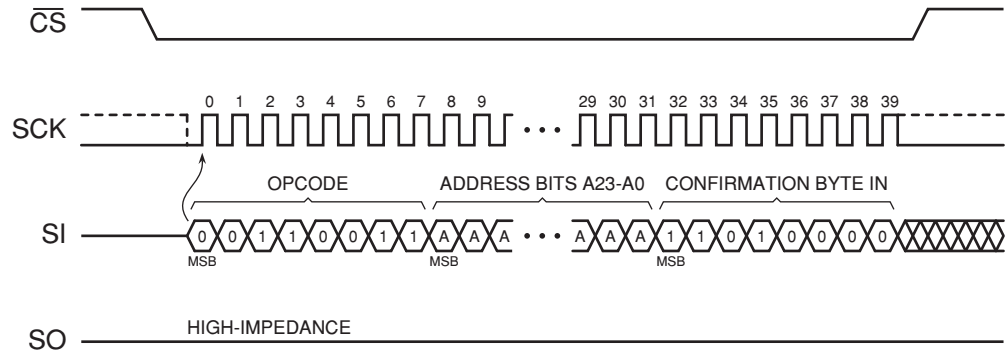 CS
0 1 2 3 4 5 6 7 8 9 29 30 31 32 33 34 35 36 37 38 39
SCK
OPCODE ADDRESS BITS A23-A0 CONFIRMATION BYTE IN
SI 0 0 1 1 0 0 1 1 A A A • • • A A A 1 1 0 1 0 0 0 0
MSB MSB MSB
HIGH-IMPEDANCE
SO